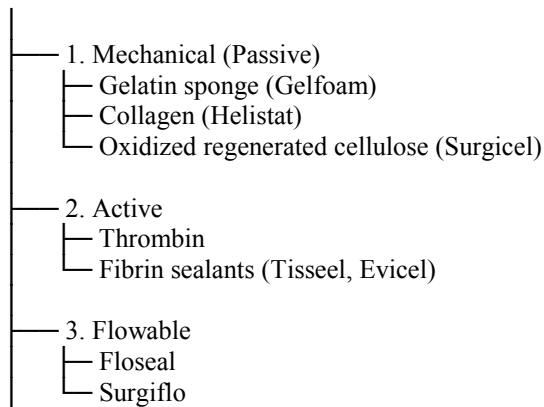 1. Mechanical (Passive)
Gelatin sponge (Gelfoam)
Collagen (Helistat)
Oxidized regenerated cellulose (Surgicel)
2. Active
Thrombin
Fibrin sealants (Tisseel, Evicel)
3. Flowable
Floseal
Surgiflo